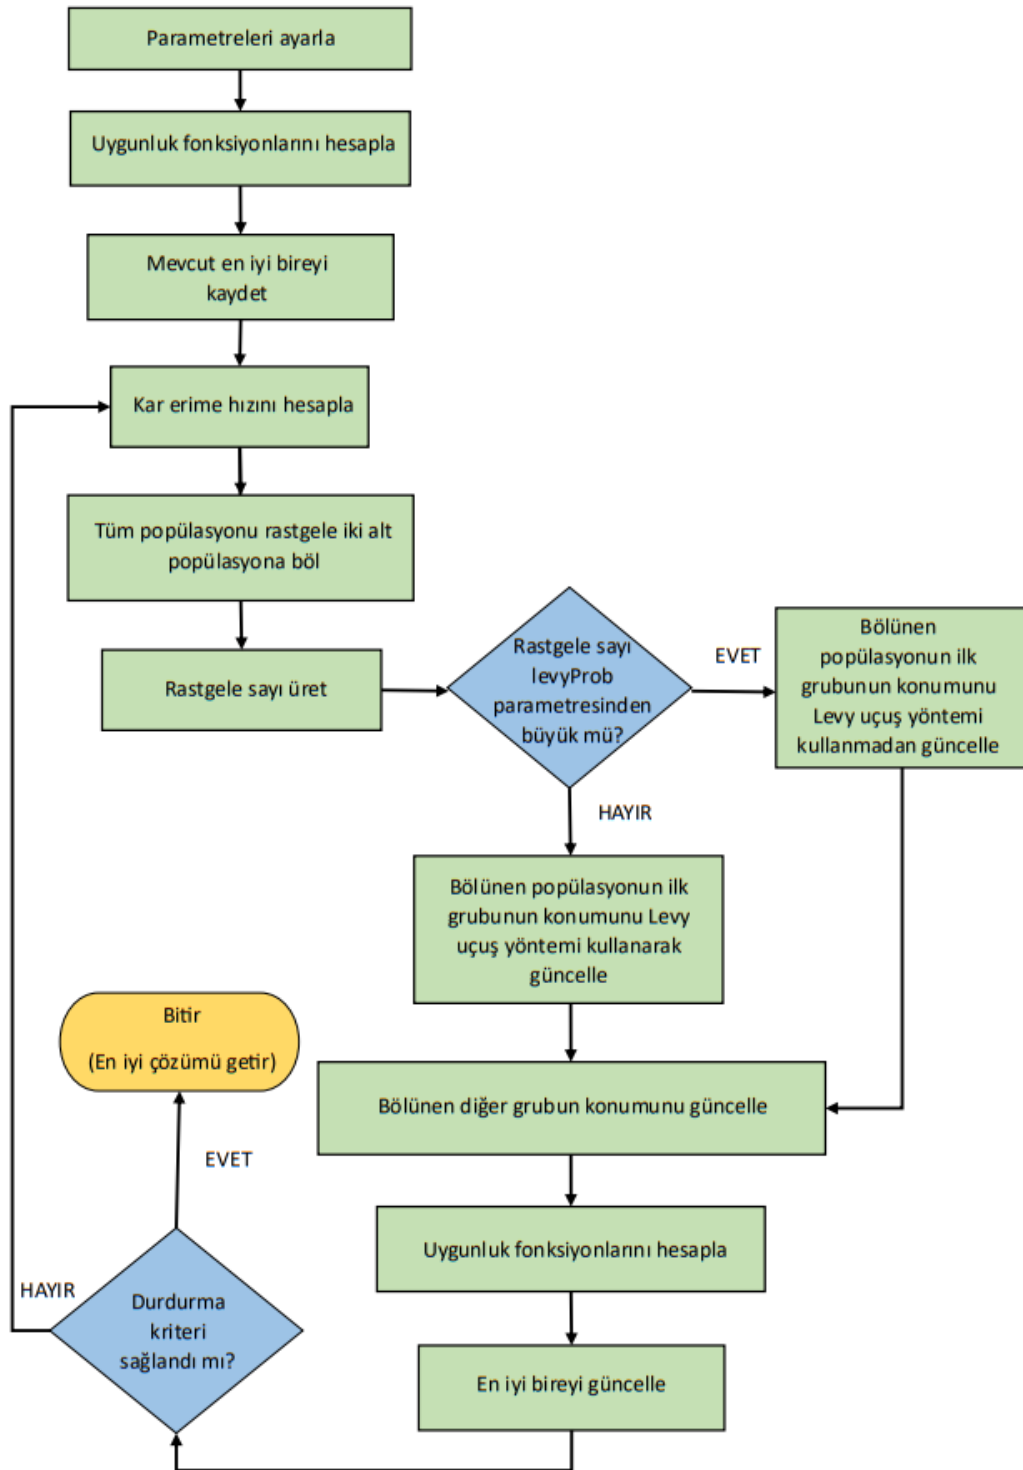 Parametreleri ayarla
Uygunluk fonksiyonlarını hesapla
Mevcut en iyi bireyi
kaydet
Kar erime hızını hesapla
Tüm popülasyonu rastgele iki alt
popülasyona böl
Rastgele sayı üret
Rastgele sayı
levyProb
parametresinden
büyük mü?
EVET
Bölünen
popülasyonun ilk
grubunun konumunu
Levy uçuş yöntemi
kullanmadan güncelle
HAYIR
Bölünen popülasyonun ilk
grubunun konumunu Levy
uçuş yöntemi kullanarak
güncelle
Bölünen diğer grubun konumunu güncelle
Uygunluk fonksiyonlarını hesapla
En iyi bireyi güncelle
Durdurma
kriteri
sağlandı mı?
HAYIR
EVET
Bitir
(En iyi çözümü getir)